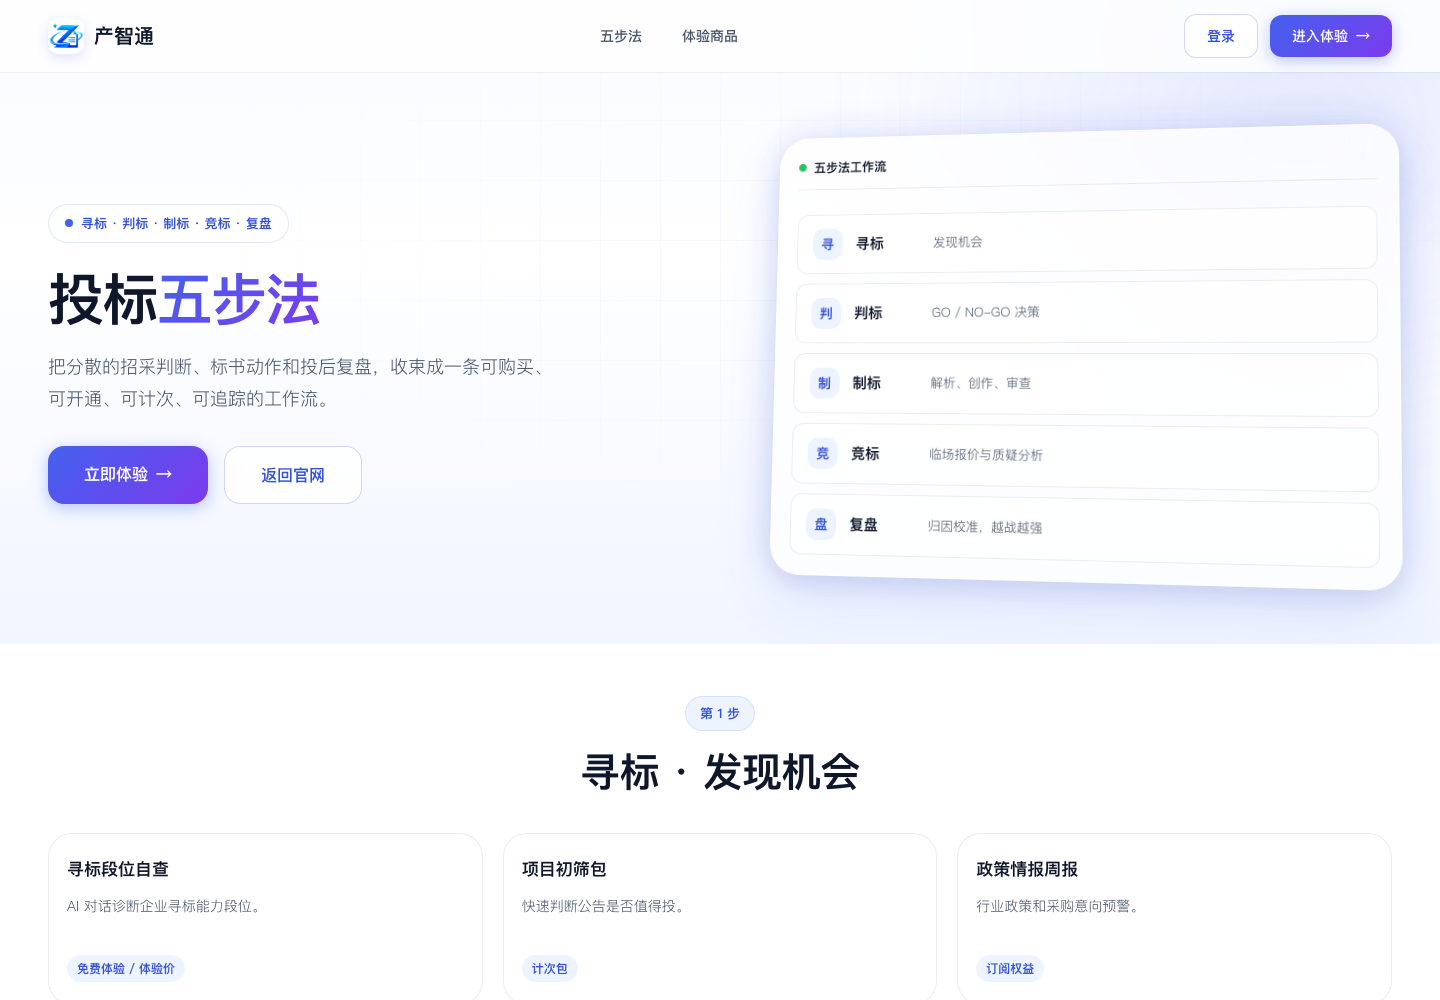 产智通
五步法
体验商品
登录
进入体验 →
寻标 · 判标 · 制标 · 竞标 · 复盘
投标五步法
把分散的招采判断、标书动作和投后复盘，收束成一条可购买、
可开通、可计次、可追踪的工作流。
立即体验 →
返回官网
五步法工作流
寻 寻标 发现机会
判 判标 GO / NO-GO 决策
制 制标 解析、创作、审查
竞 竞标 临场报价与质疑分析
盘 复盘 归因校准，越战越强
第 1 步
寻标 · 发现机会
寻标段位自查
AI 对话诊断企业寻标能力段位。
免费体验 / 体验价
项目初筛包
快速判断公告是否值得投。
计次包
政策情报周报
行业政策和采购意向预警。
订阅权益